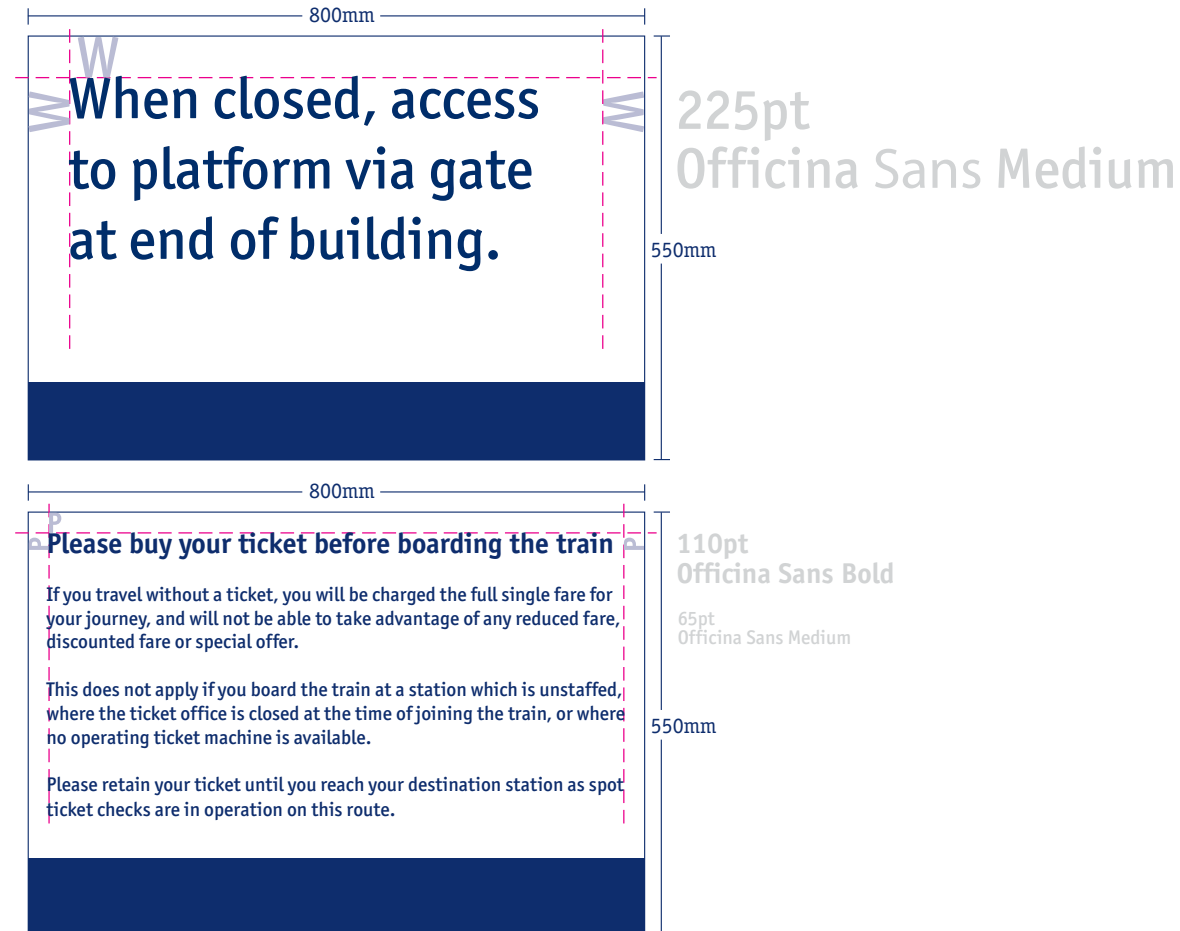 800mm
W
W
W
When closed, access
to platform via gate
at end of building.
225pt
Officina Sans Medium
550mm
800mm
P
P
P
Please buy your ticket before boarding the train
If you travel without a ticket, you will be charged the full single fare for
your journey, and will not be able to take advantage of any reduced fare,
discounted fare or special offer.
This does not apply if you board the train at a station which is unstaffed,
where the ticket office is closed at the time of joining the train, or where
no operating ticket machine is available.
Please retain your ticket until you reach your destination station as spot
ticket checks are in operation on this route.
110pt
Officina Sans Bold
65pt
Officina Sans Medium
550mm